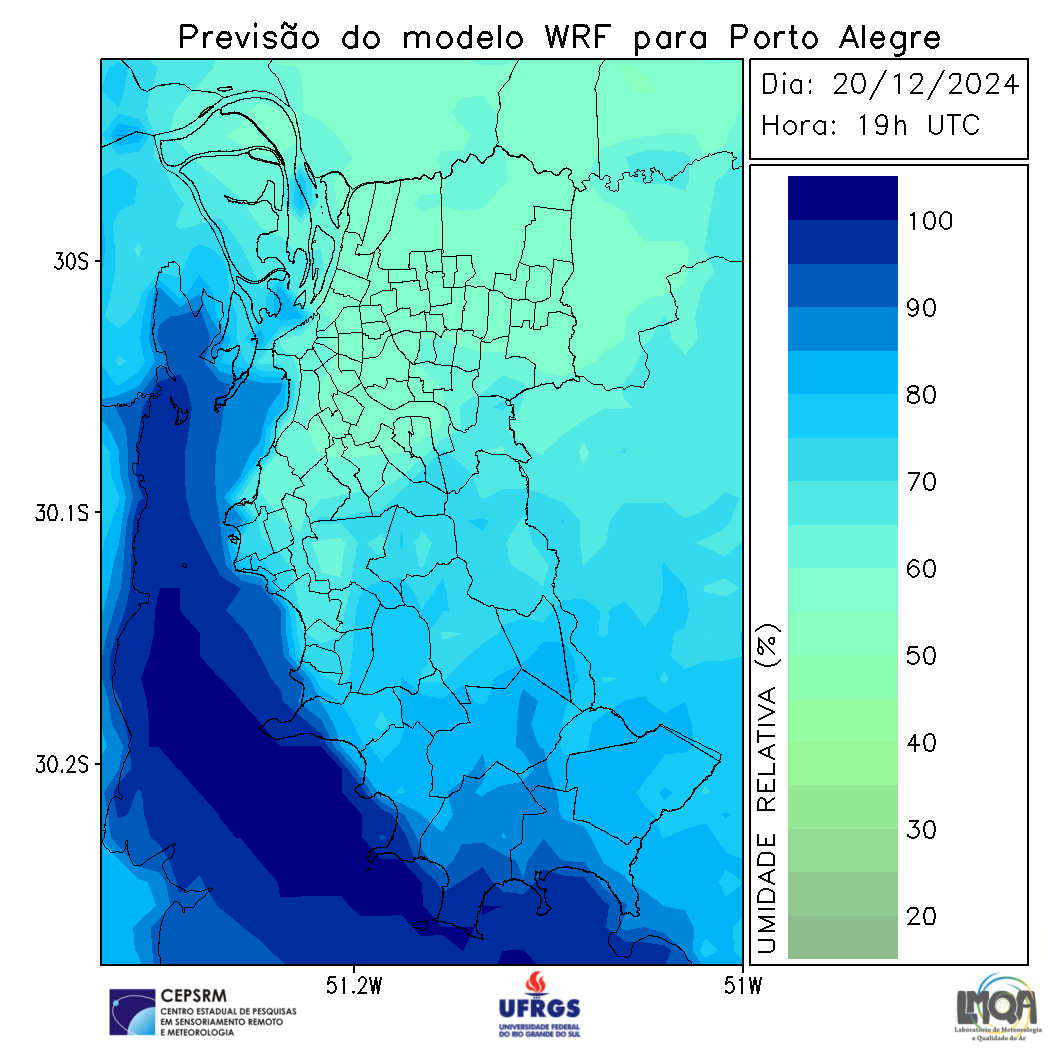 Previsão do modelo WRF para Porto Alegre
Dia: 20/12/2024
Hora: 19h UTC
30S
30.1S
30.2S
51.2W
51W
UMIDADE RELATIVA (%)
100
90
80
70
60
50
40
30
20
CEPSRM
CENTRO ESTADUAL DE PESQUISAS
EM SENSORIAMENTO REMOTO
E METEOROLOGIA
UFRGS
UNIVERSIDADE FEDERAL
DO RIO GRANDE DO SUL
LMQA
Laboratório de Meteorologia
e Qualidade do Ar